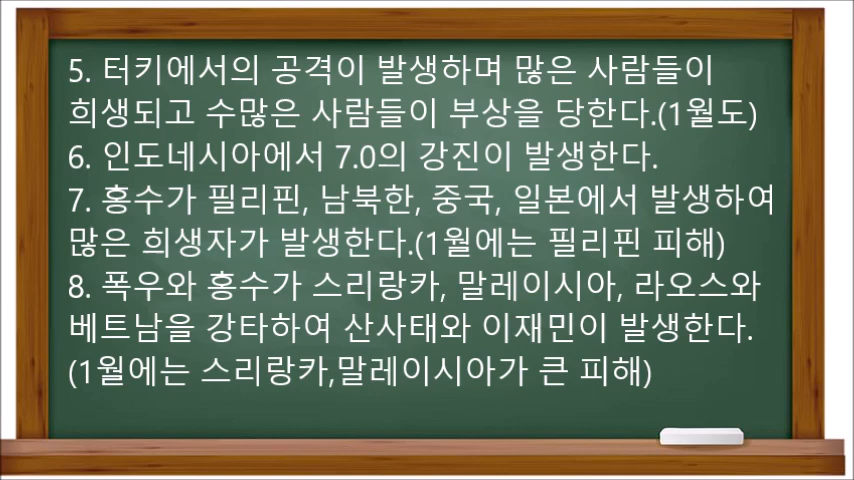 5. 터키에서의 공격이 발생하며 많은 사람들이
희생되고 수많은 사람들이 부상을 당한다.(1월도)
6. 인도네시아에서 7.0의 강진이 발생한다.
7. 홍수가 필리핀, 남북한, 중국, 일본에서 발생하여
많은 희생자가 발생한다.(1월에는 필리핀 피해)
8. 폭우와 홍수가 스리랑카, 말레이시아, 라오스와
베트남을 강타하여 산사태와 이재민이 발생한다.
(1월에는 스리랑카,말레이시아가 큰 피해)